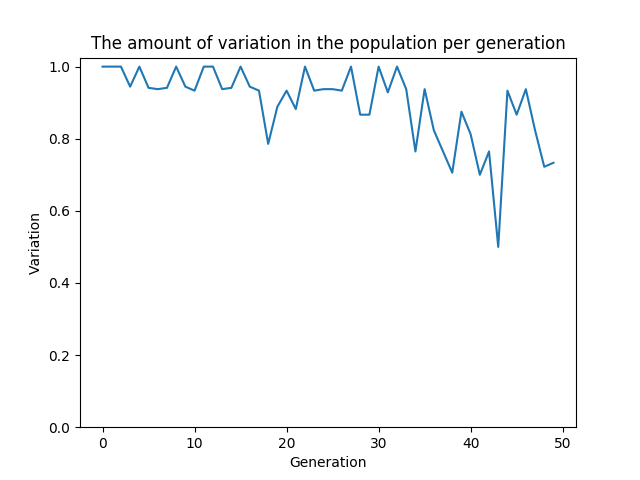 The amount of variation in the population per generation
1.0
0.8
0.6
0.4
0.2
0.0
Variation
0 10 20 30 40 50
Generation